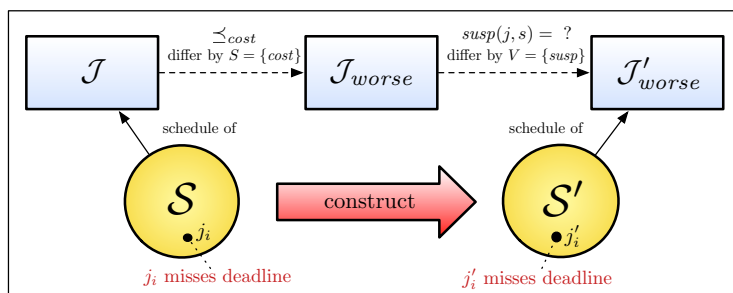 ⪯cost
differ by S = {cost}
susp(j, s) = ?
differ by V = {susp}
𝒥
𝒥worse
𝒥′worse
schedule of
schedule of
𝒮
construct
𝒮′
ji
j′i
ji misses deadline
j′i misses deadline